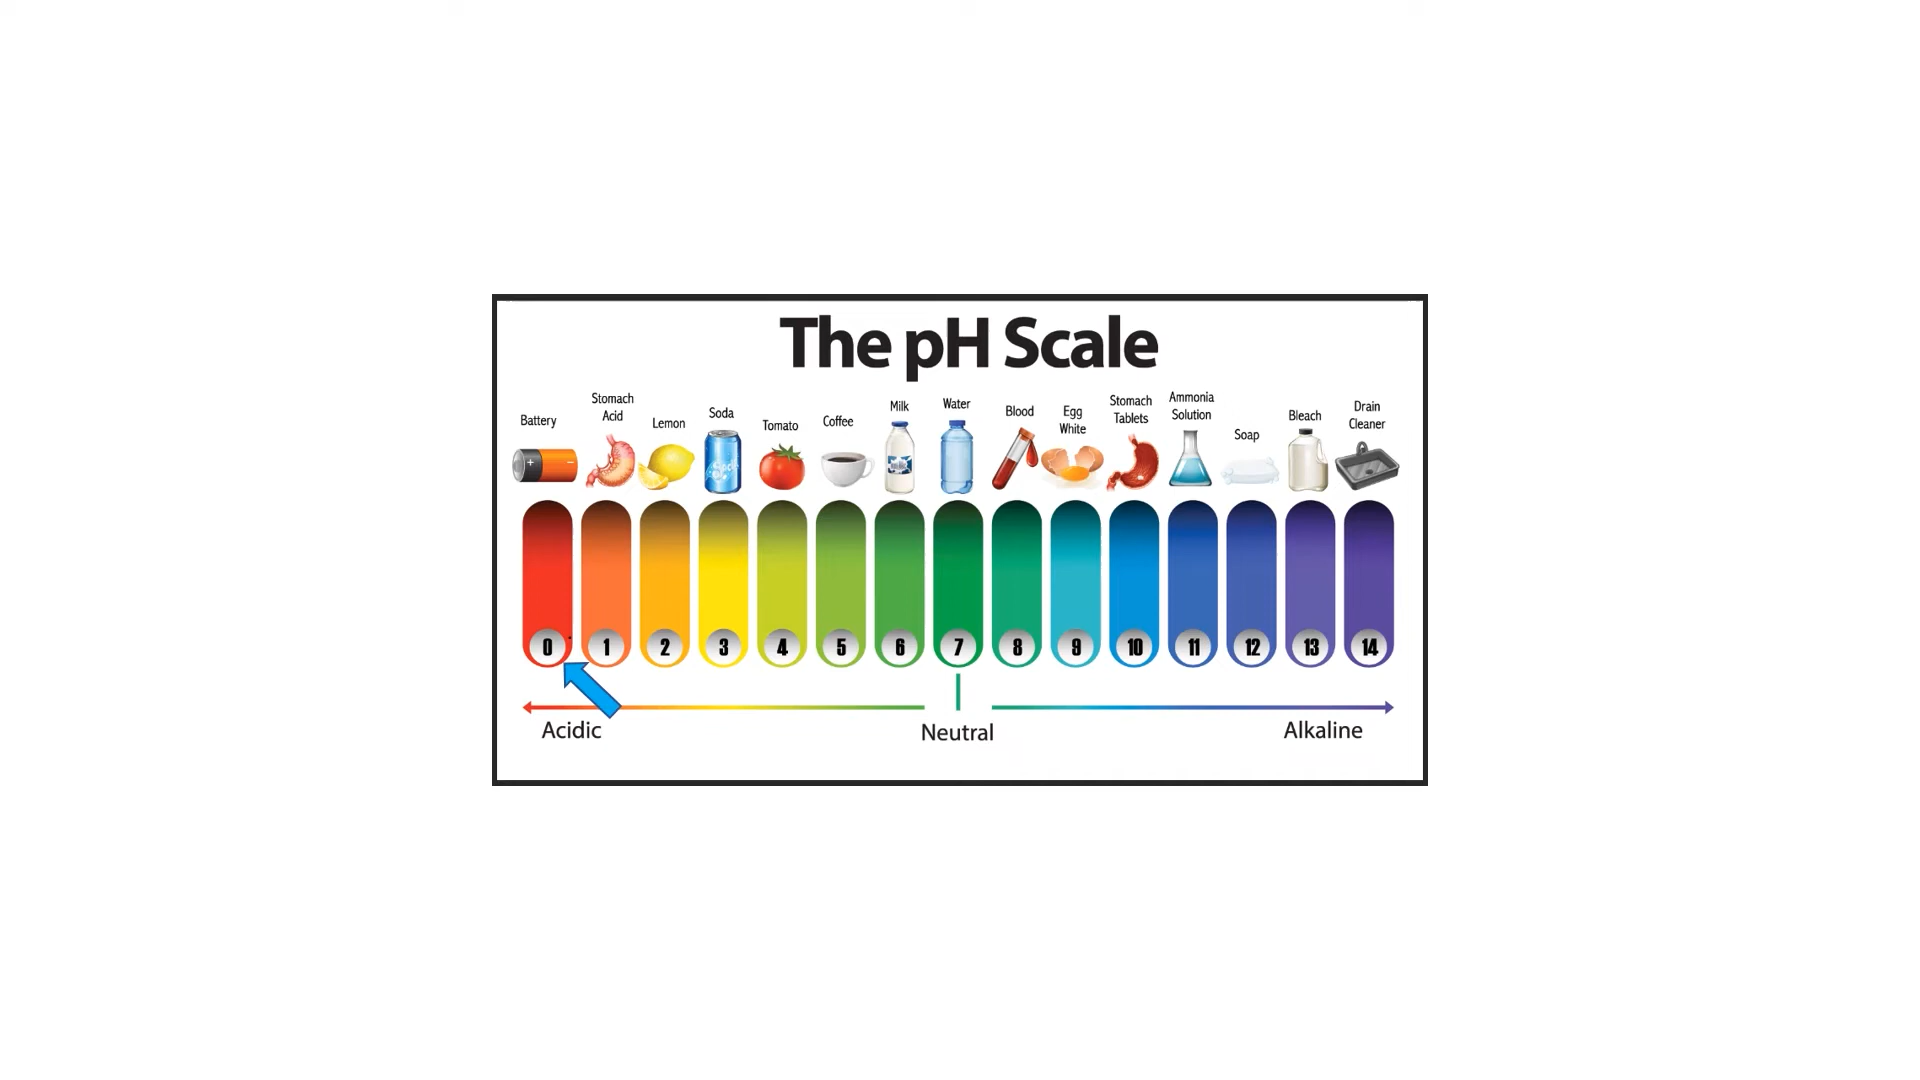 The pH Scale
Battery
Stomach
Acid
Lemon
Soda
Tomato
Coffee
Milk
Water
Blood
Egg
White
Stomach
Tablets
Ammonia
Solution
Soap
Bleach
Drain
Cleaner
0 1 2 3 4 5 6 7 8 9 10 11 12 13 14
Acidic
Neutral
Alkaline